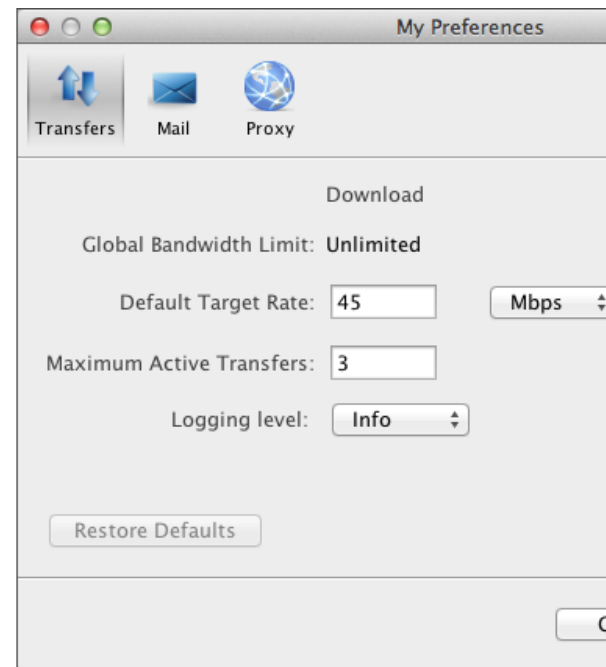 My Preferences
Transfers Mail Proxy
Download
Global Bandwidth Limit: Unlimited
Default Target Rate: 45 Mbps
Maximum Active Transfers: 3
Logging level: Info
Restore Defaults